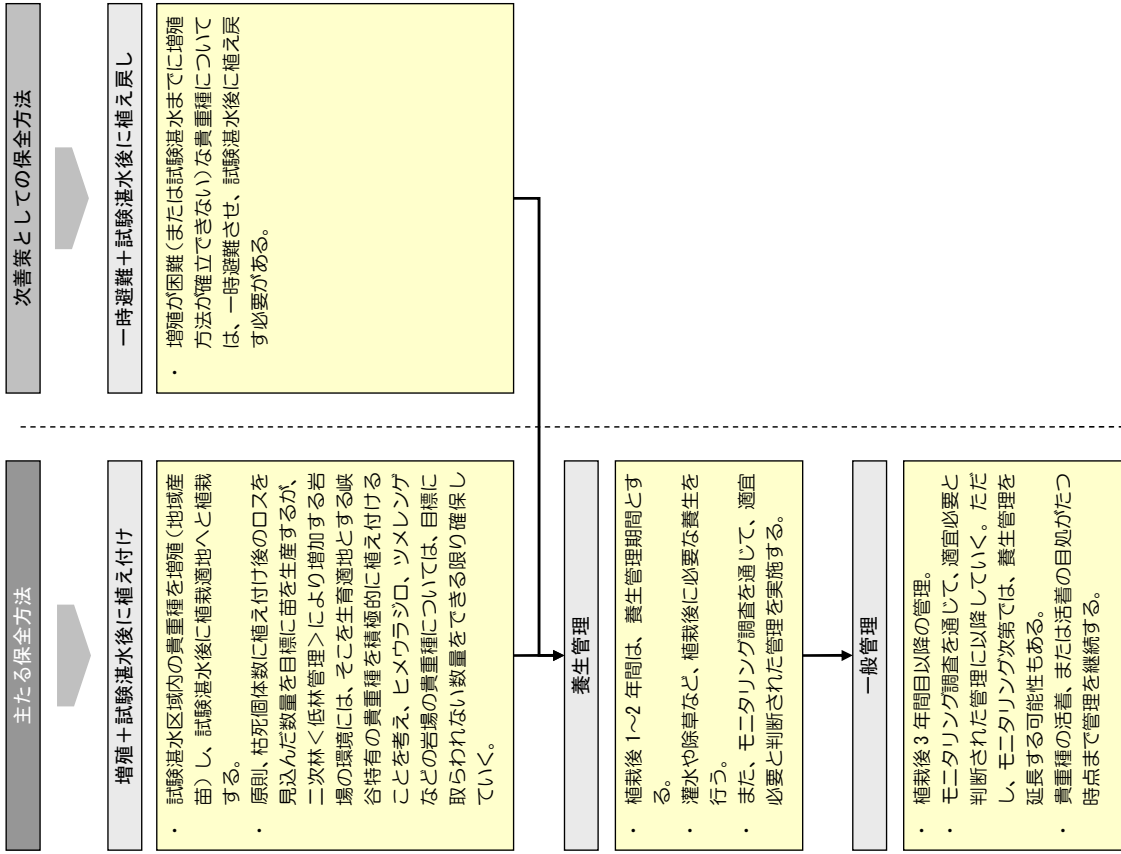 主たる保全方法
増殖＋試験湛水後に植え付け
・ 試験湛水区域内の貴重種を増殖（地域産
苗）し、試験湛水後に植栽適地へと植栽
する。
・ 原則、枯死個体数に植え付け後のロスを
見込んだ数量を目標に苗を生産するが、
二次林＜低林管理＞により増加する岩
場の環境には、そこを生育適地とする峡
谷特有の貴重種を積極的に植え付ける
ことを考え、ヒメウラジロ、ツメレンゲ
などの岩場の貴重種については、目標に
取らわれない数量をできる限り確保し
ていく。
次善策としての保全方法
一時避難＋試験湛水後に植え戻し
・ 増殖が困難（または試験湛水までに増殖
方法が確立できない）な貴重種について
は、一時避難させ、試験湛水後に植え戻
す必要がある。
養生管理
・ 植栽後 1～2 年間は、養生管理期間とす
る。
・ 灌水や除草など、植栽後に必要な養生を
行う。
・ また、モニタリング調査を通じて、適宜
必要と判断された管理を実施する。
一般管理
・ 植栽後 3 年間目以降の管理。
・ モニタリング調査を通じて、適宜必要と
判断された管理に以降していく。ただ
し、モニタリング次第では、養生管理を
延長する可能性もある。
・ 貴重種の活着、または活着の目処がたつ
時点まで管理を継続する。